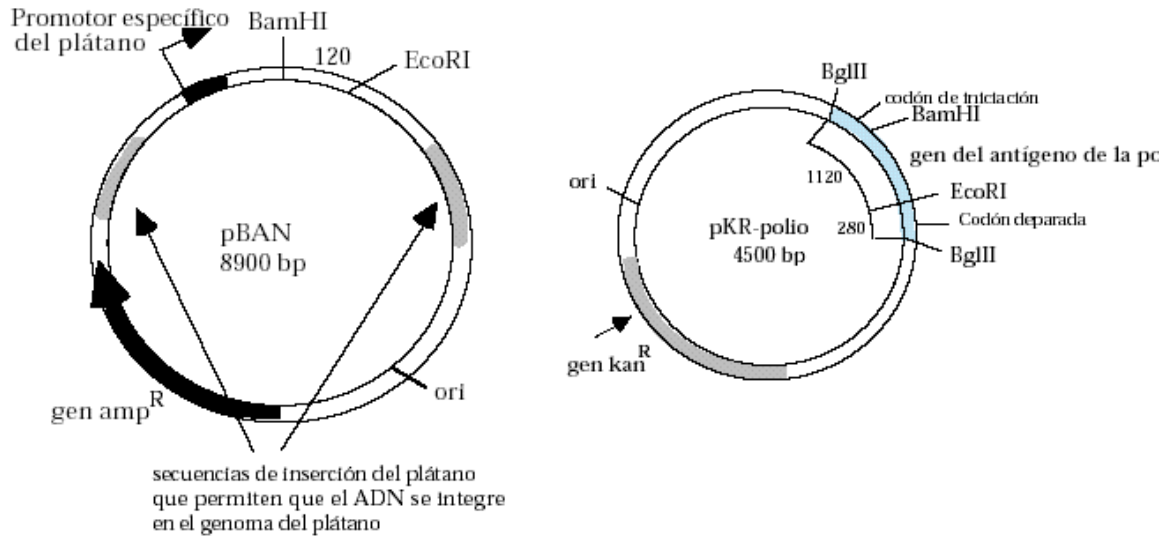 Promotor específico
del plátano
BamHI
120
EcoRI
pBAN
8900 bp
ori
gen amp R
secuencias de inserción del plátano
que permiten que el ADN se integre
en el genoma del plátano
BglII
codón de iniciación
BamHI
gen del antígeno de la po
1120
EcoRI
ori
pKR-polio
4500 bp
280
Codón deparada
BglII
gen kan R